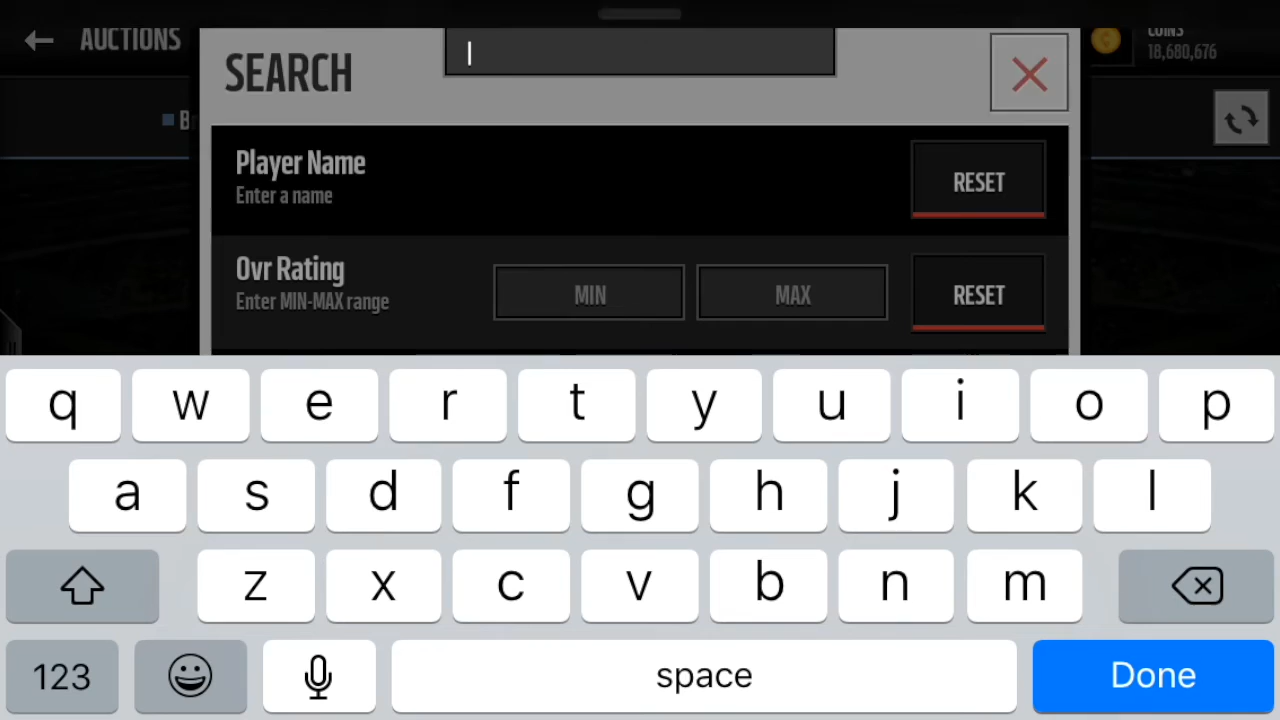 AUCTIONS
COINS
18,680,676
SEARCH
Player Name
Enter a name
RESET
Ovr Rating
Enter MIN-MAX range
MIN
MAX
RESET
q w e r t y u i o p
a s d f g h j k l
z x c v b n m
123
space
Done